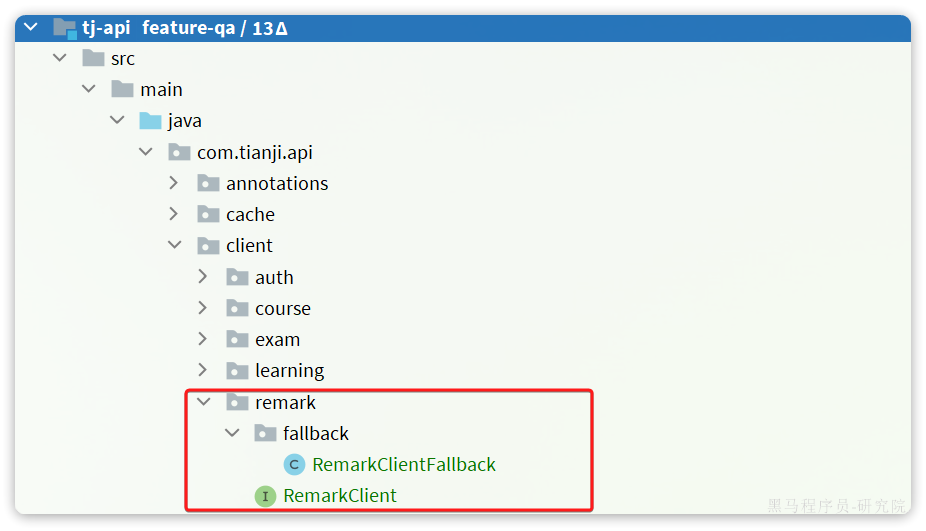 tj-api feature-qa / 13Δ
src
main
java
com.tianji.api
annotations
cache
client
auth
course
exam
learning
remark
fallback
C RemarkClientFallback
I RemarkClient
黑马程序员-研究院